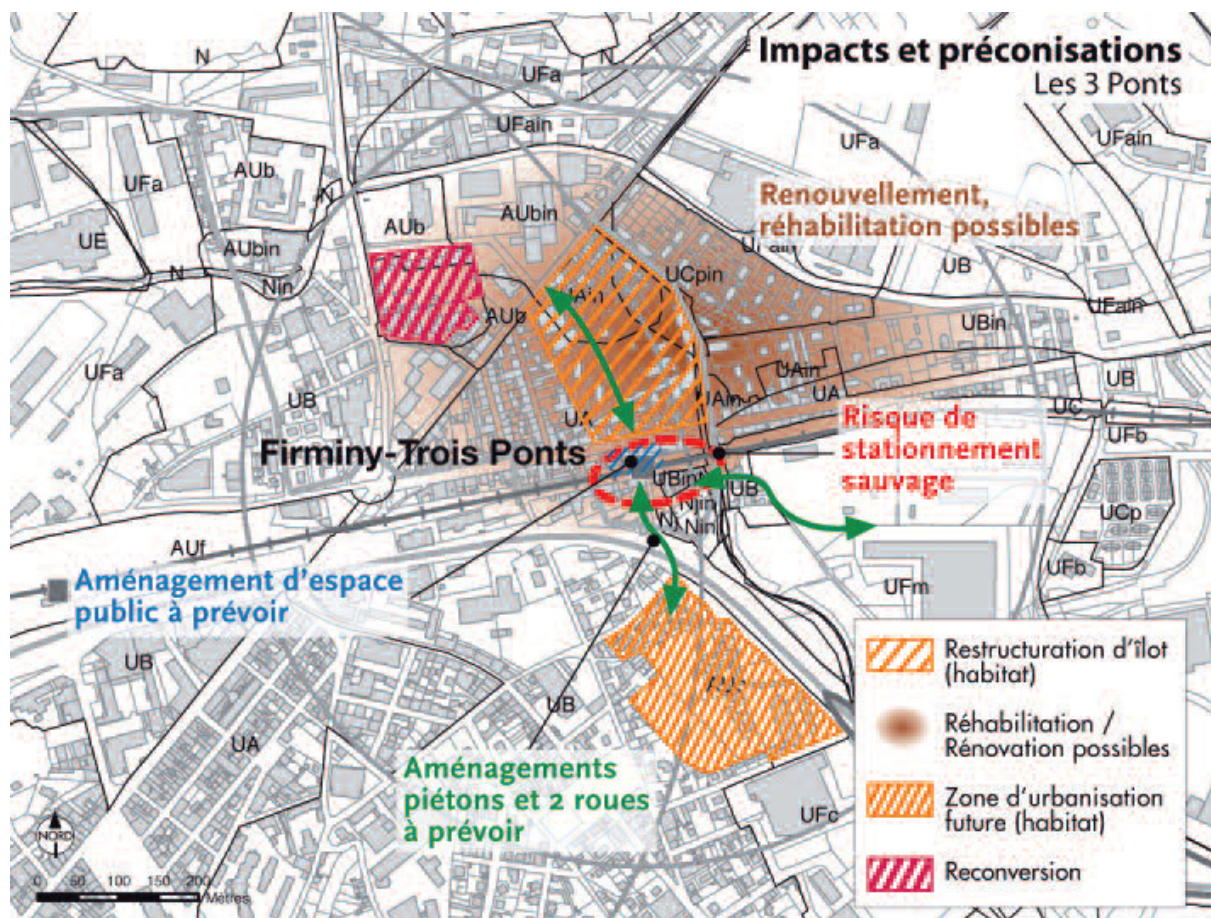 Impacts et préconisations
Les 3 Ponts
N
N
UFa
UFain
UFa
UFain
AUb
UFa
UE
AUbin
N
N
Nin
AUb
AUbin
Renouvellement,
réhabilitation possibles
UB
UCpin
UFain
UBin
AUb
UAin
UFa
UB
UAin
UA
UB
UC
UFb
Firminy-Trois Ponts
Risque de
stationnement
sauvage
UBin
UB
Njin
Nin
UCp
AUf
UFb
UFm
Aménagement d'espace
public à prévoir
UB
UB
UA
Aménagements
piétons et 2 roues
à prévoir
UFc
Restructuration d'îlot
(habitat)
Réhabilitation /
Rénovation possibles
Zone d'urbanisation
future (habitat)
Reconversion
NORD
0 50 100 150 200
Mètres